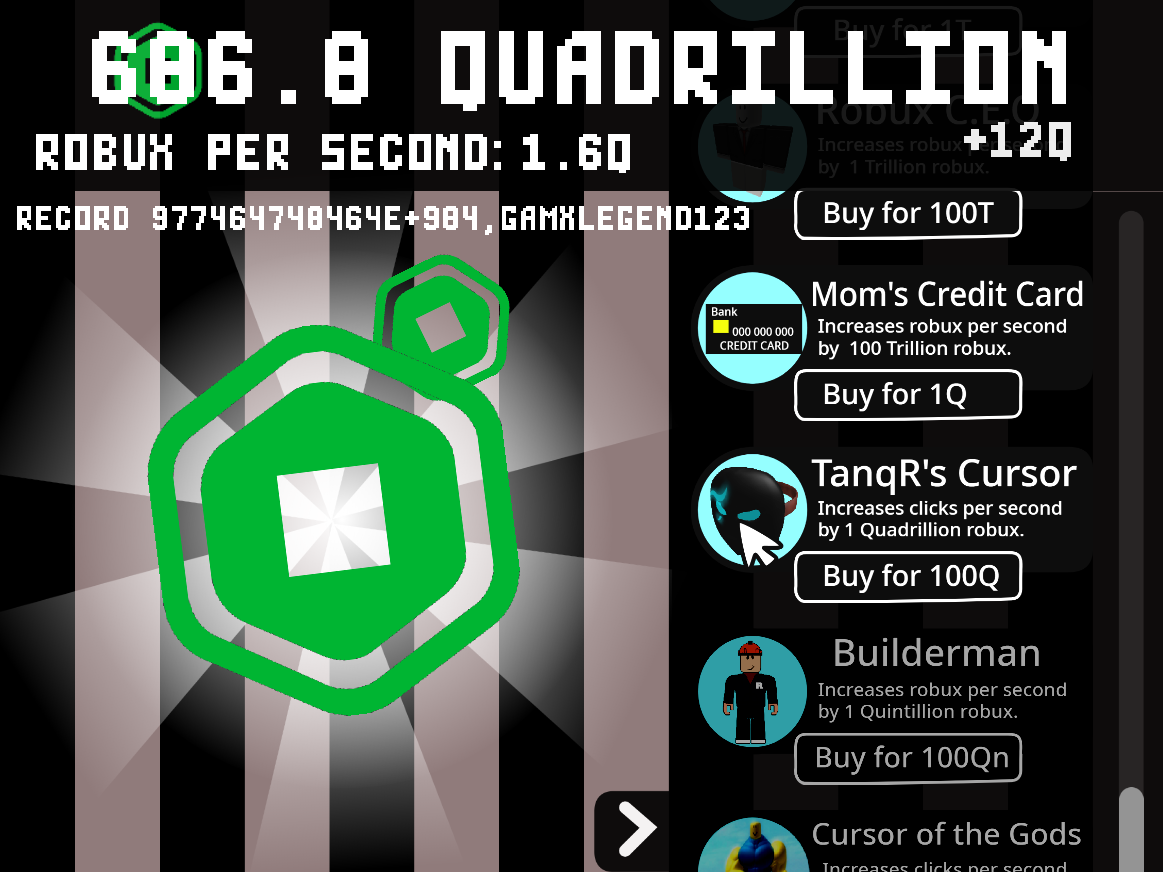 606.8 QUADRILLION
ROBUX PER SECOND: 1.6Q
+12Q
RECORD 977464748464E+984,GAMXLEGEND123
Buy for 1T
Robux C.E.O
Increases robux per second
by 1 Trillion robux.
Buy for 100T
Mom's Credit Card
Increases robux per second
by 100 Trillion robux.
Bank
000 000 000
CREDIT CARD
Buy for 1Q
TanqR's Cursor
Increases clicks per second
by 1 Quadrillion robux.
Buy for 100Q
Builderman
Increases robux per second
by 1 Quintillion robux.
R
Buy for 100Qn
Cursor of the Gods
Increases clicks per second